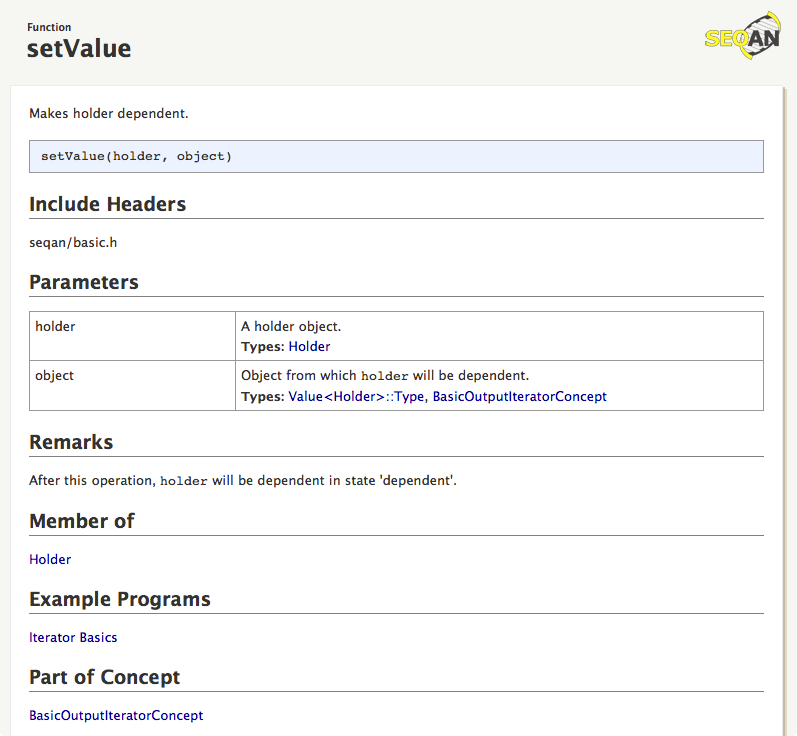 Function
setValue
SEQAN
Makes holder dependent.
setValue(holder, object)
Include Headers
seqan/basic.h
Parameters
holder
A holder object.
Types: Holder
object
Object from which holder will be dependent.
Types: Value<Holder>::Type, BasicOutputIteratorConcept
Remarks
After this operation, holder will be dependent in state 'dependent'.
Member of
Holder
Example Programs
Iterator Basics
Part of Concept
BasicOutputIteratorConcept